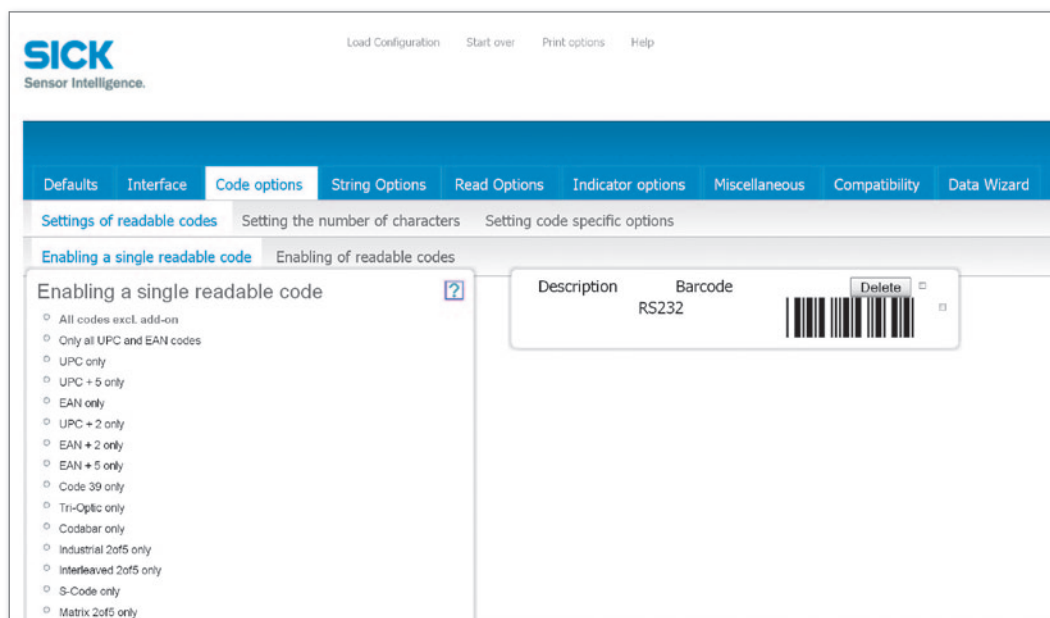 SICK
Sensor Intelligence.
Load Configuration Start over Print options Help
Defaults Interface Code options String Options Read Options Indicator options Miscellaneous Compatibility Data Wizard
Settings of readable codes Setting the number of characters Setting code specific options
Enabling a single readable code Enabling of readable codes
Enabling a single readable code ?
All codes excl. add-on
Only all UPC and EAN codes
UPC only
UPC + 5 only
EAN only
UPC + 2 only
EAN + 2 only
EAN + 5 only
Code 39 only
Tri-Optic only
Codabar only
Industrial 2of5 only
Interleaved 2of5 only
S-Code only
Matrix 2of5 only
Description Barcode Delete
RS232